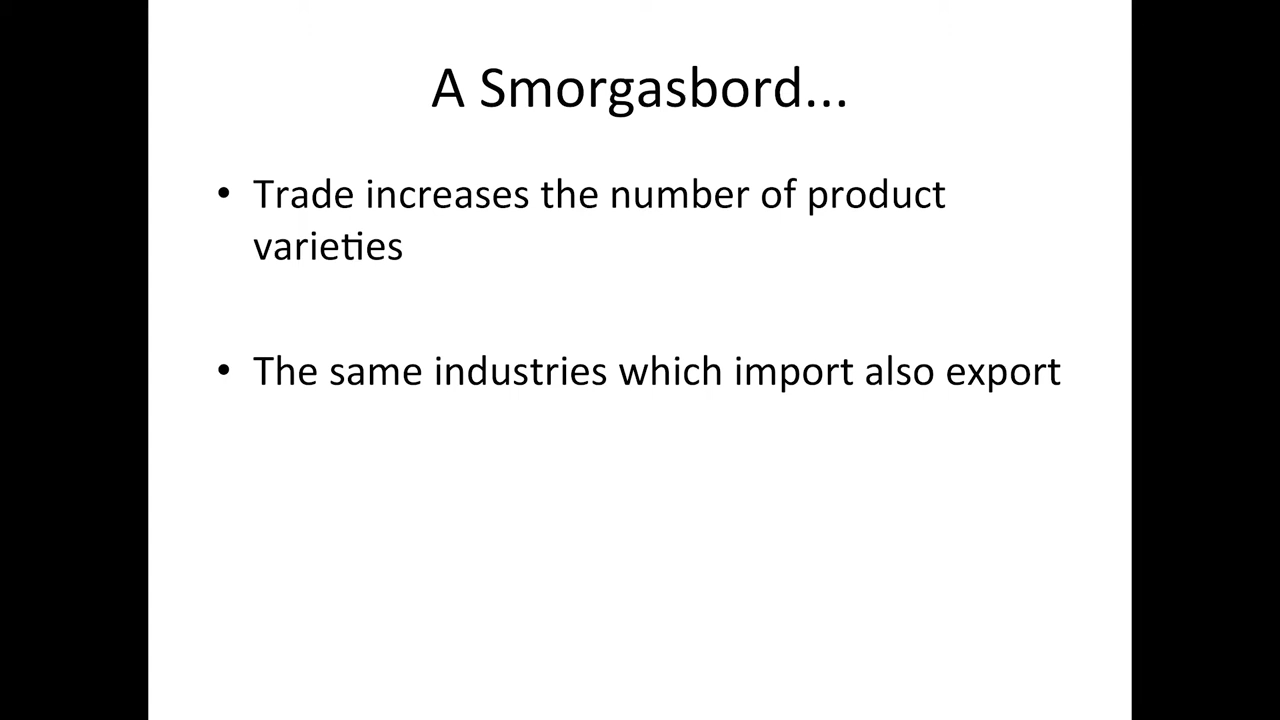 A Smorgasbord...
• Trade increases the number of product
varieties
• The same industries which import also export